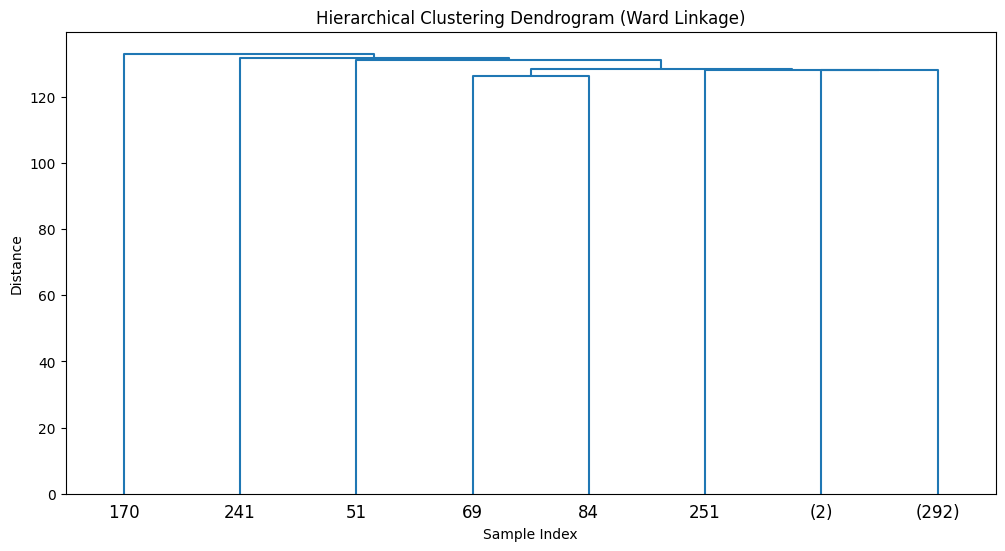 Hierarchical Clustering Dendrogram (Ward Linkage)
Distance
120
100
80
60
40
20
0
170 241 51 69 84 251 (2) (292)
Sample Index